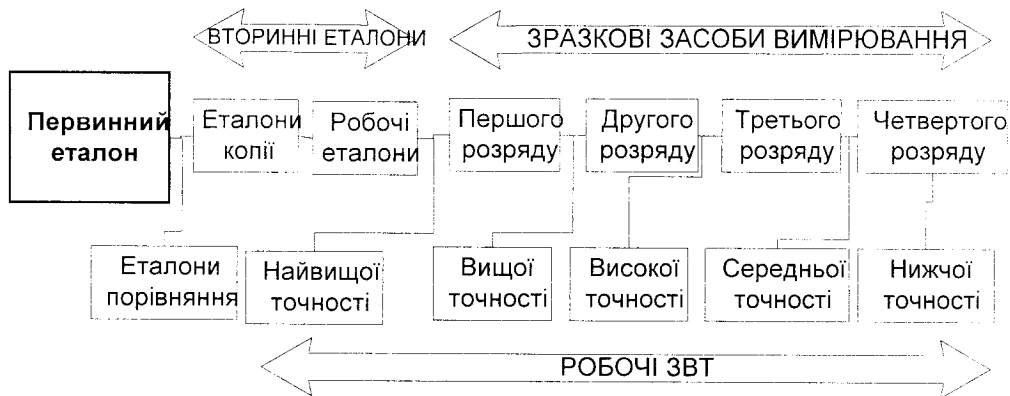 ВТОРИННІ ЕТАЛОНИ
ЗРАЗКОВІ ЗАСОБИ ВИМІРЮВАННЯ
Первинний
еталон
Еталони
копії
Робочі
еталони
Першого
розряду
Другого
розряду
Третього
розряду
Четвертого
розряду
Еталони
порівняння
Найвищої
точності
Вищої
точності
Високої
точності
Середньої
точності
Нижчої
точності
РОБОЧІ ЗВТ